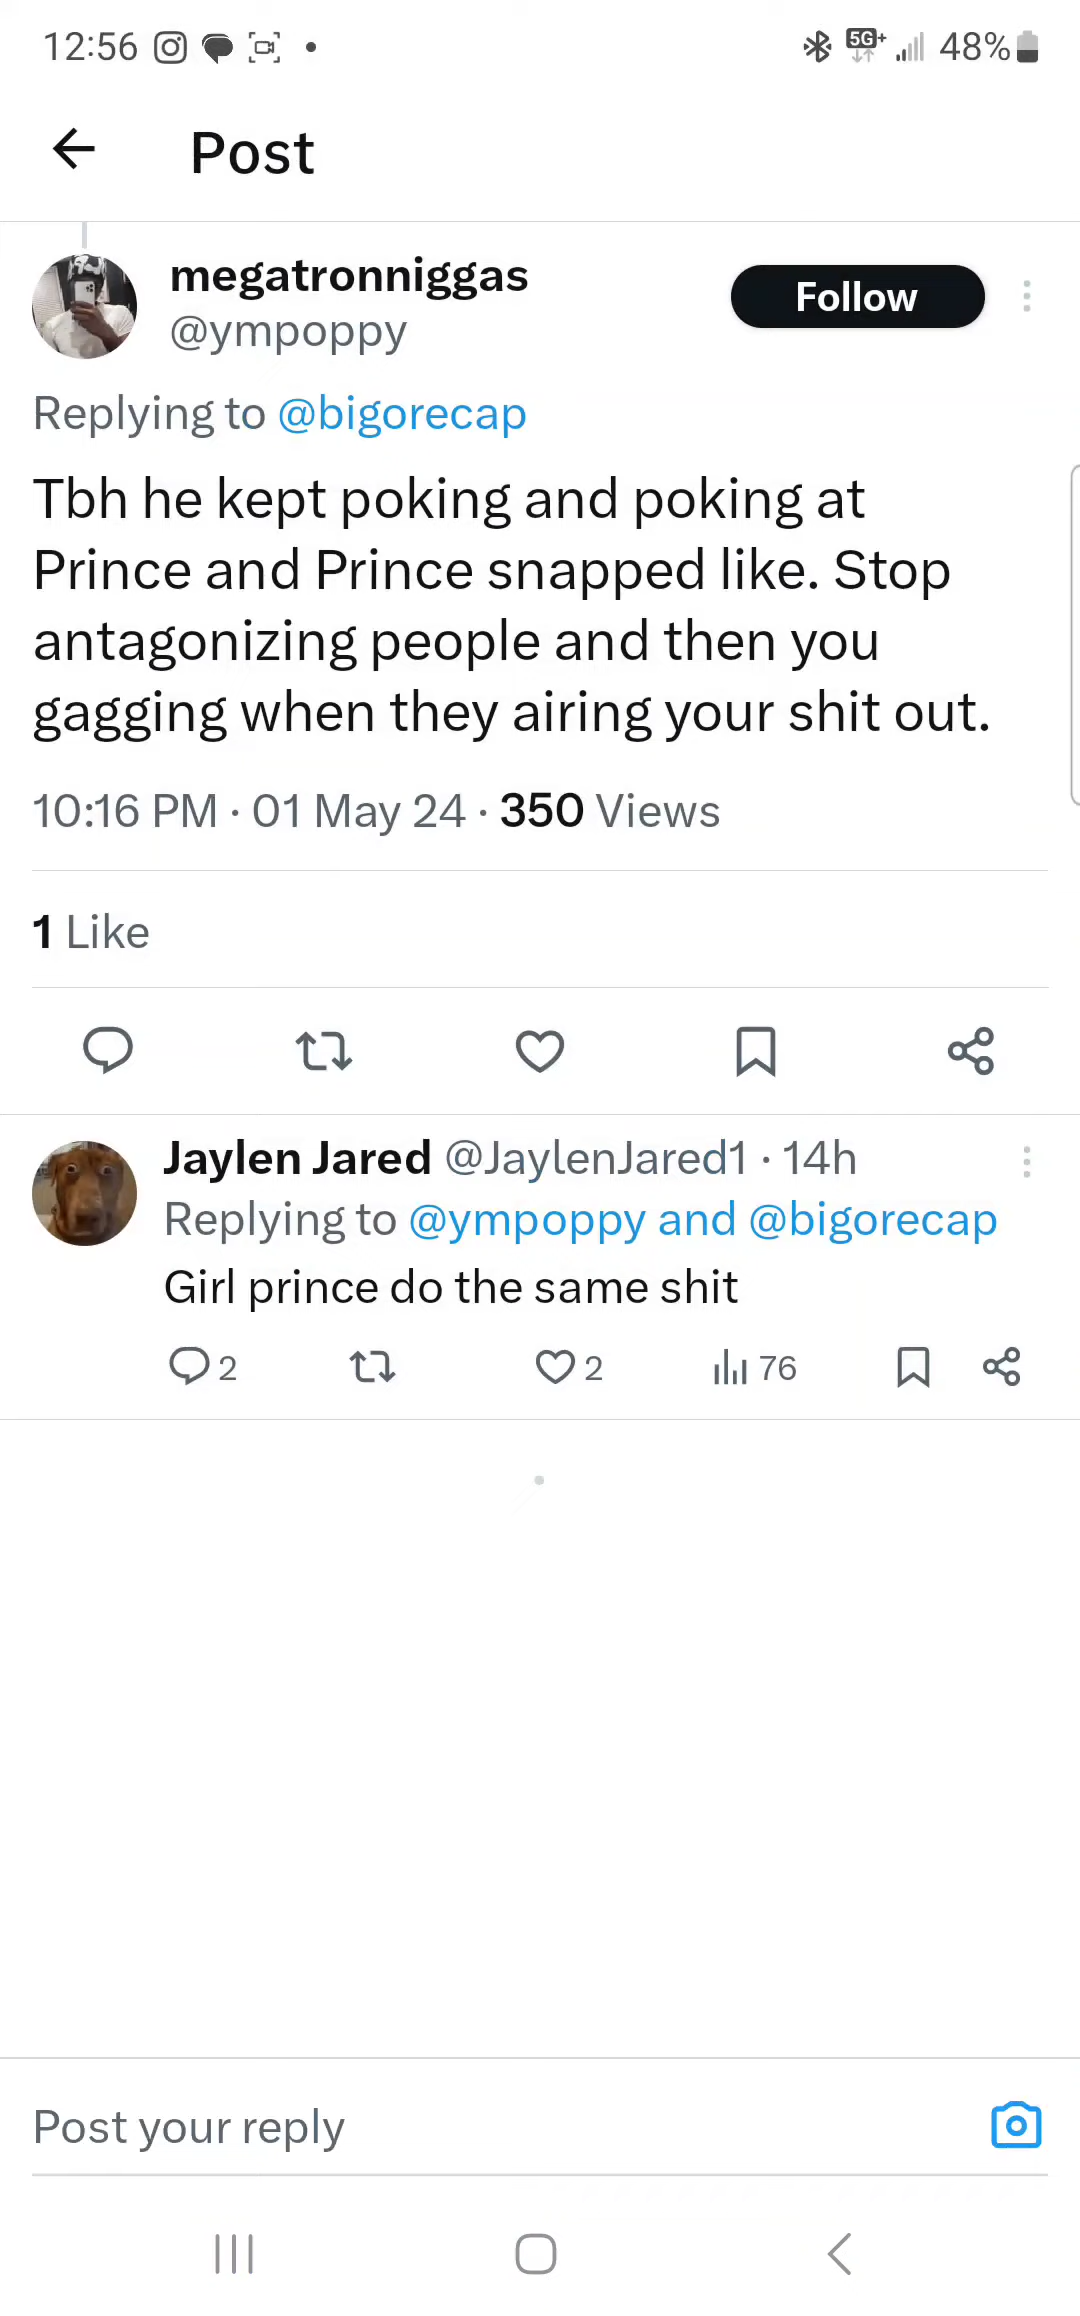 12:56
5G+ 48%
Post
megatronniggas
@ympoppy
Follow
Replying to @bigorecap
Tbh he kept poking and poking at
Prince and Prince snapped like. Stop
antagonizing people and then you
gagging when they airing your shit out.
10:16 PM · 01 May 24 · 350 Views
1 Like
Jaylen Jared @JaylenJared1 · 14h
Replying to @ympoppy and @bigorecap
Girl prince do the same shit
2 2 76
Post your reply